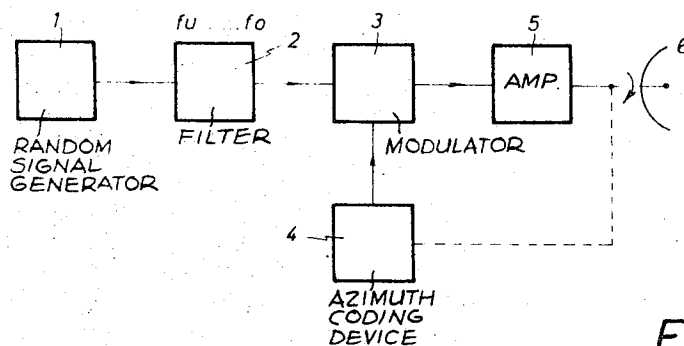 1
fu....fo
2
3
5
6
AMP.
RANDOM
SIGNAL
GENERATOR
FILTER
MODULATOR
4
AZIMUTH
CODING
DEVICE
F